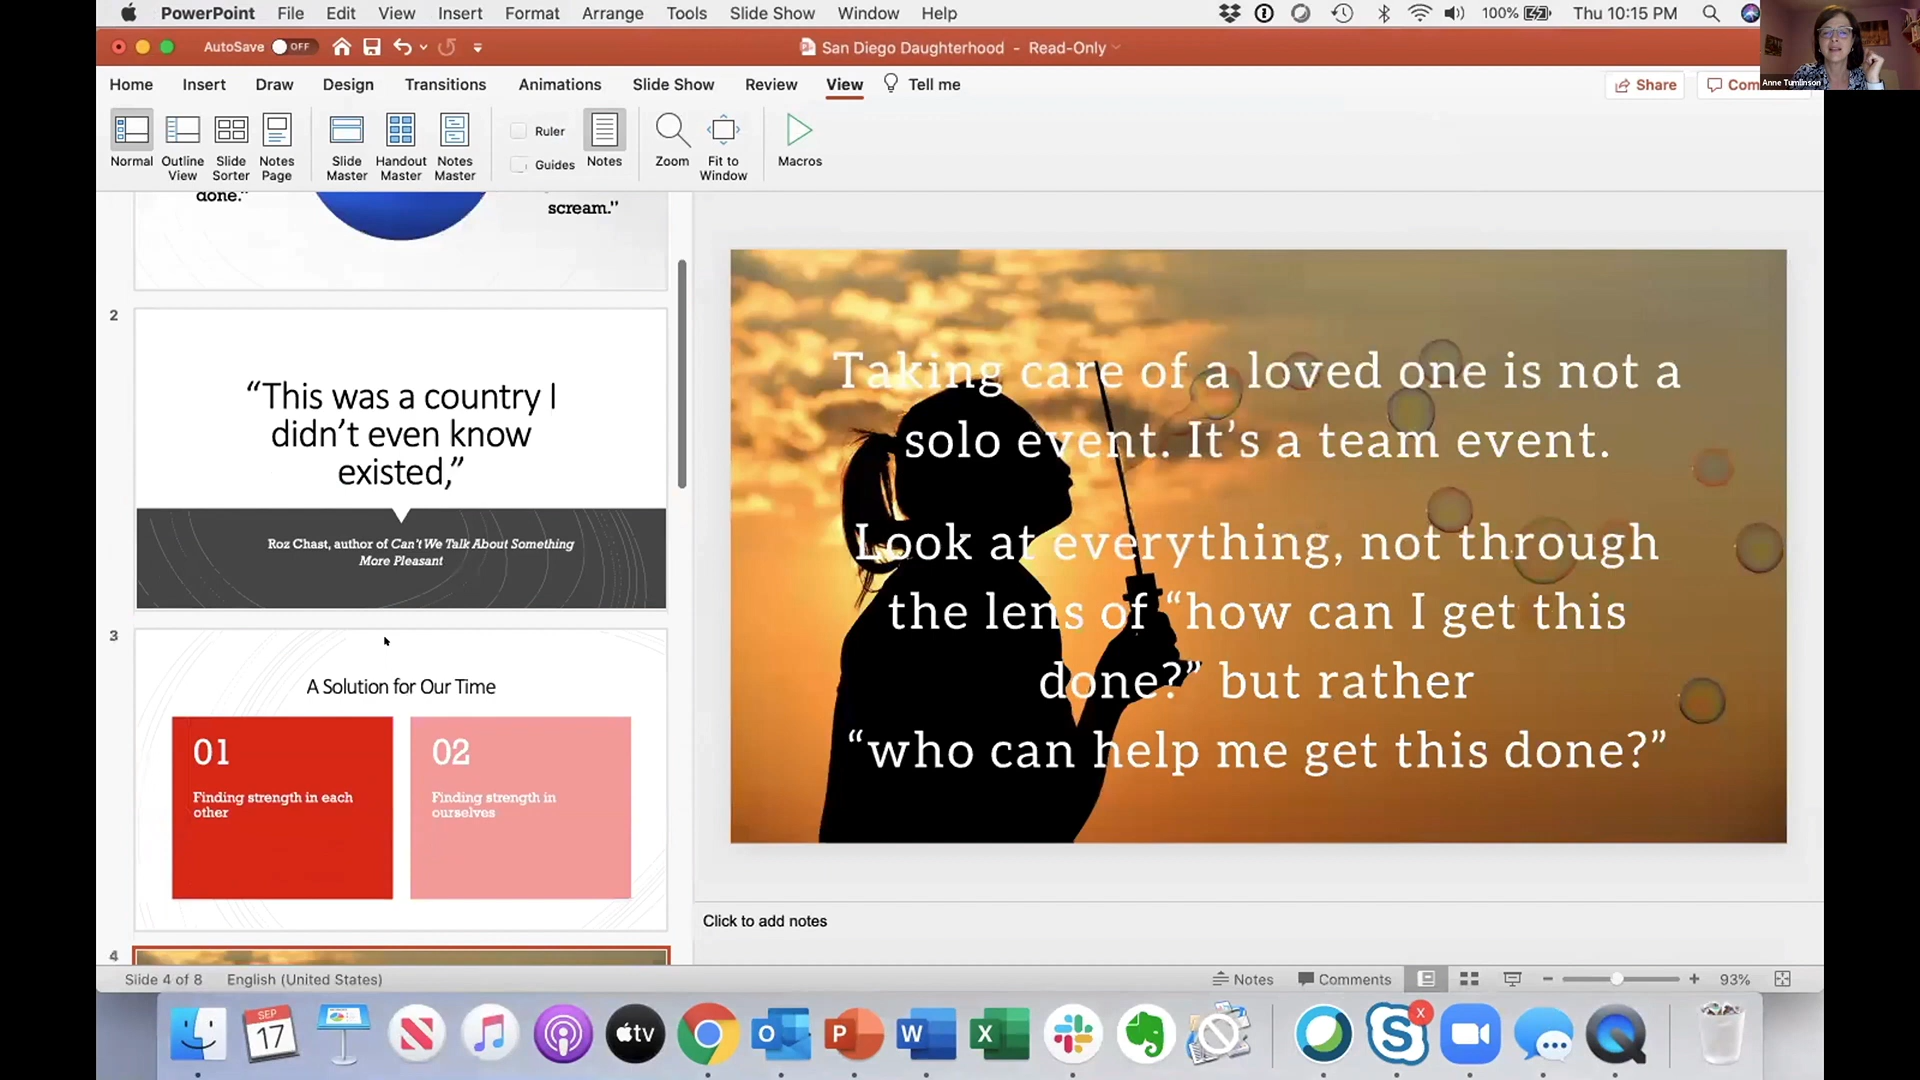 PowerPoint File Edit View Insert Format Arrange Tools Slide Show Window Help 100% Thu 10:15 PM
AutoSave OFF San Diego Daughterhood - Read-Only
Anne Tumlinson
Home Insert Draw Design Transitions Animations Slide Show Review View Tell me Share Com
Normal Outline View Slide Sorter Notes Page Slide Master Handout Master Notes Master Ruler Guides Notes Zoom Fit to Window Macros
done.”
scream.”
2
“This was a country I
didn’t even know
existed,”
Roz Chast, author of Can’t We Talk About Something
More Pleasant
3
A Solution for Our Time
01
Finding strength in each
other
02
Finding strength in
ourselves
4
Taking care of a loved one is not a
solo event. It’s a team event.
Look at everything, not through
the lens of “how can I get this
done?” but rather
“who can help me get this done?”
Click to add notes
Slide 4 of 8 English (United States) Notes Comments 93%
SEP
17
tv
O
P
W
X
S
X